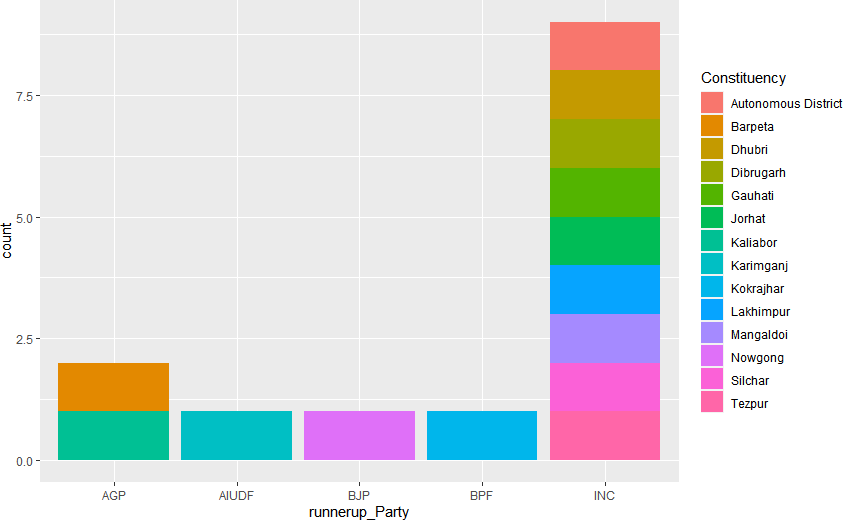 7.5
5.0
2.5
0.0
count
AGP
AIUDF
BJP
BPF
INC
runnerup_Party
Constituency
Autonomous District
Barpeta
Dhubri
Dibrugarh
Gauhati
Jorhat
Kaliabor
Karimganj
Kokrajhar
Lakhimpur
Mangaldoi
Nowgong
Silchar
Tezpur